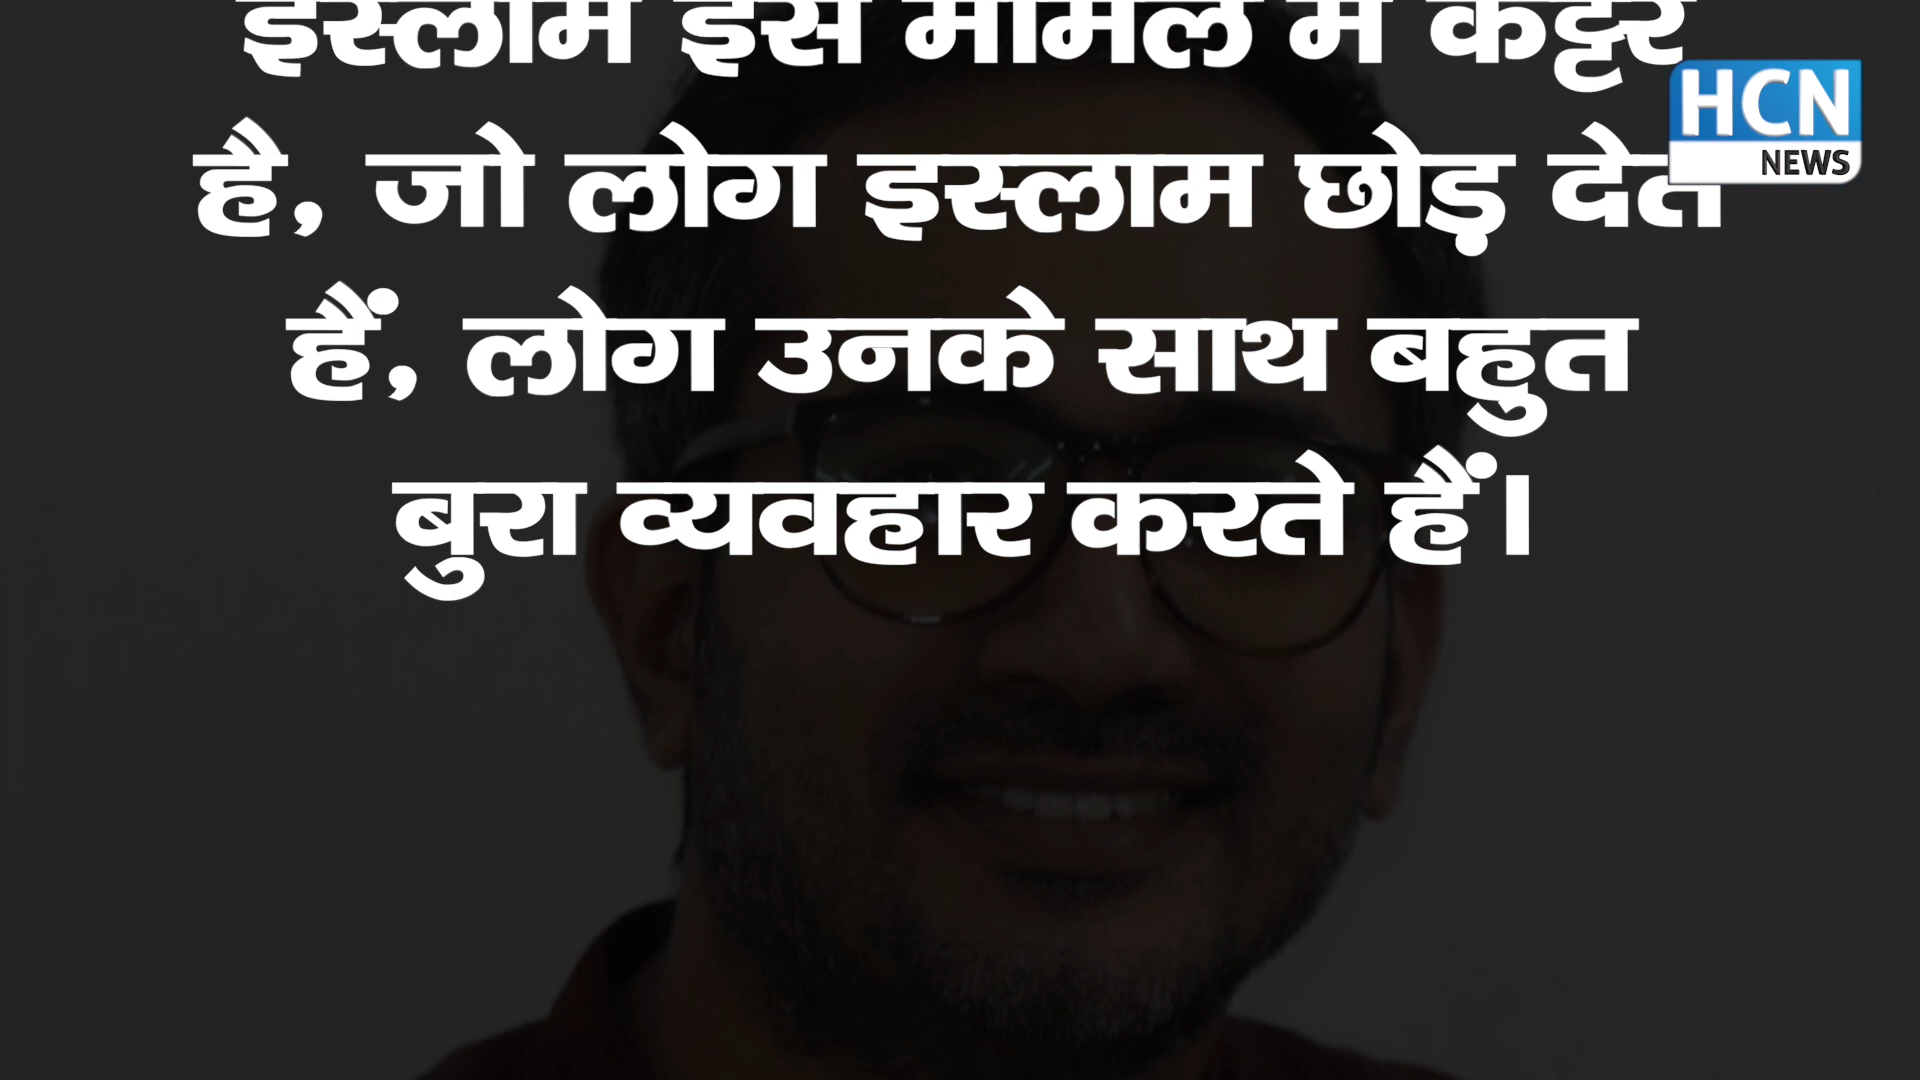 इस्लाम इस मामले में कट्टर
है, जो लोग इस्लाम छोड़ देते
हैं, लोग उनके साथ बहुत
बुरा व्यवहार करते हैं।
HCN
NEWS